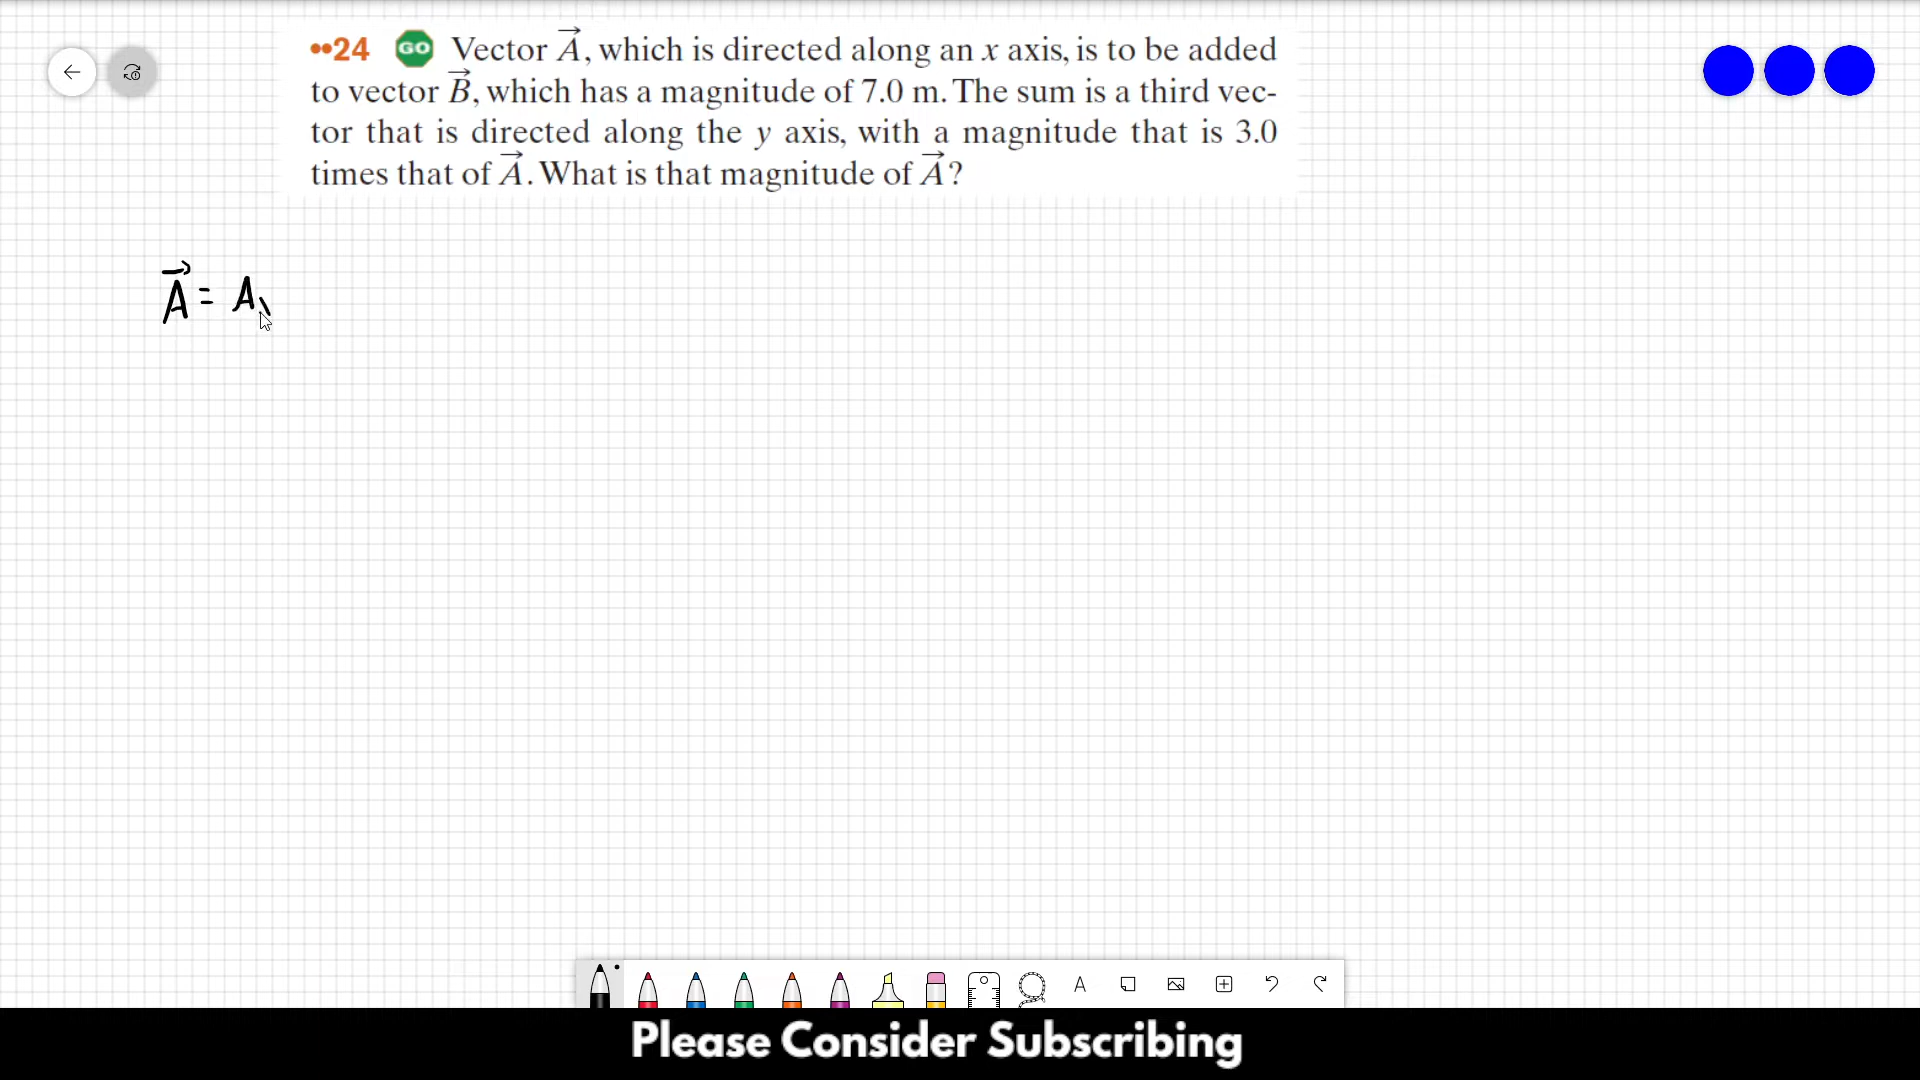 ••24 GO Vector A⃗, which is directed along an x axis, is to be added
to vector B⃗, which has a magnitude of 7.0 m. The sum is a third vec-
tor that is directed along the y axis, with a magnitude that is 3.0
times that of A⃗. What is that magnitude of A⃗?
A⃗ = A
A
Please Consider Subscribing